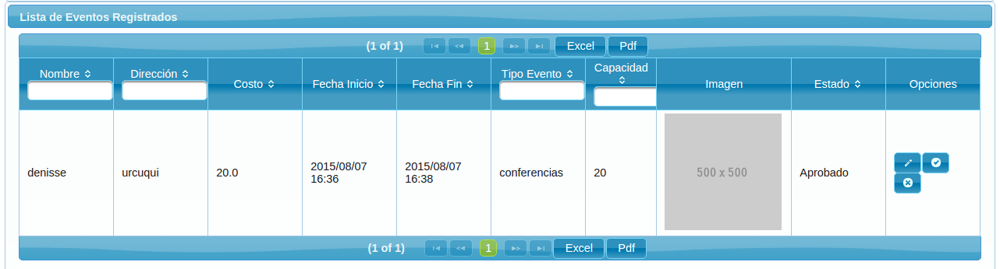 Lista de Eventos Registrados
(1 of 1) 1 Excel Pdf
Nombre Dirección Costo Fecha Inicio Fecha Fin Tipo Evento Capacidad Imagen Estado Opciones
denisse urcuqui 20.0 2015/08/07 16:36 2015/08/07 16:38 conferencias 20 500 x 500 Aprobado
(1 of 1) 1 Excel Pdf